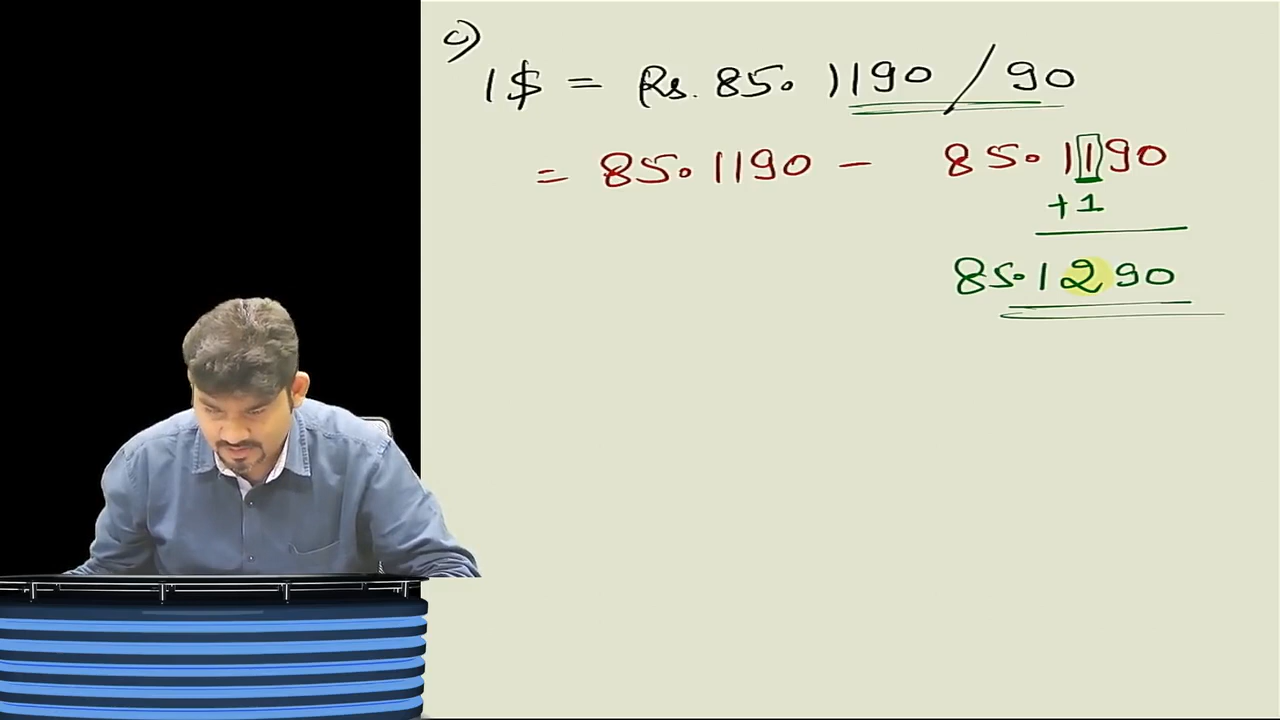 c)
1$ = Rs. 85.1190 / 90
= 85.1190 - 85.1190
+1
85.1290